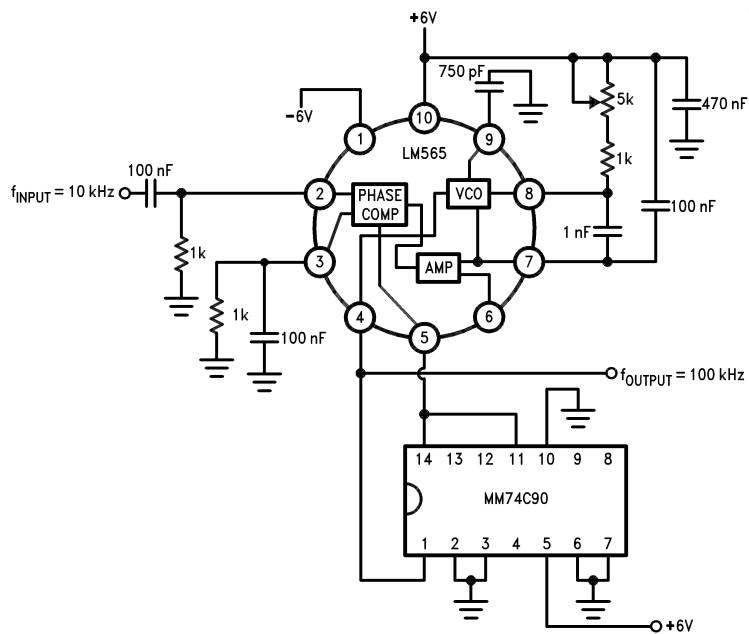 +6V
750 pF
5k
470 nF
−6V
10
1
9
LM565
1k
100 nF
fINPUT = 10 kHz
2
PHASE
COMP
VCO
8
100 nF
1 nF
1k
3
AMP
7
1k
100 nF
4
5
6
fOUTPUT = 100 kHz
14 13 12 11 10 9 8
MM74C90
1 2 3 4 5 6 7
+6V